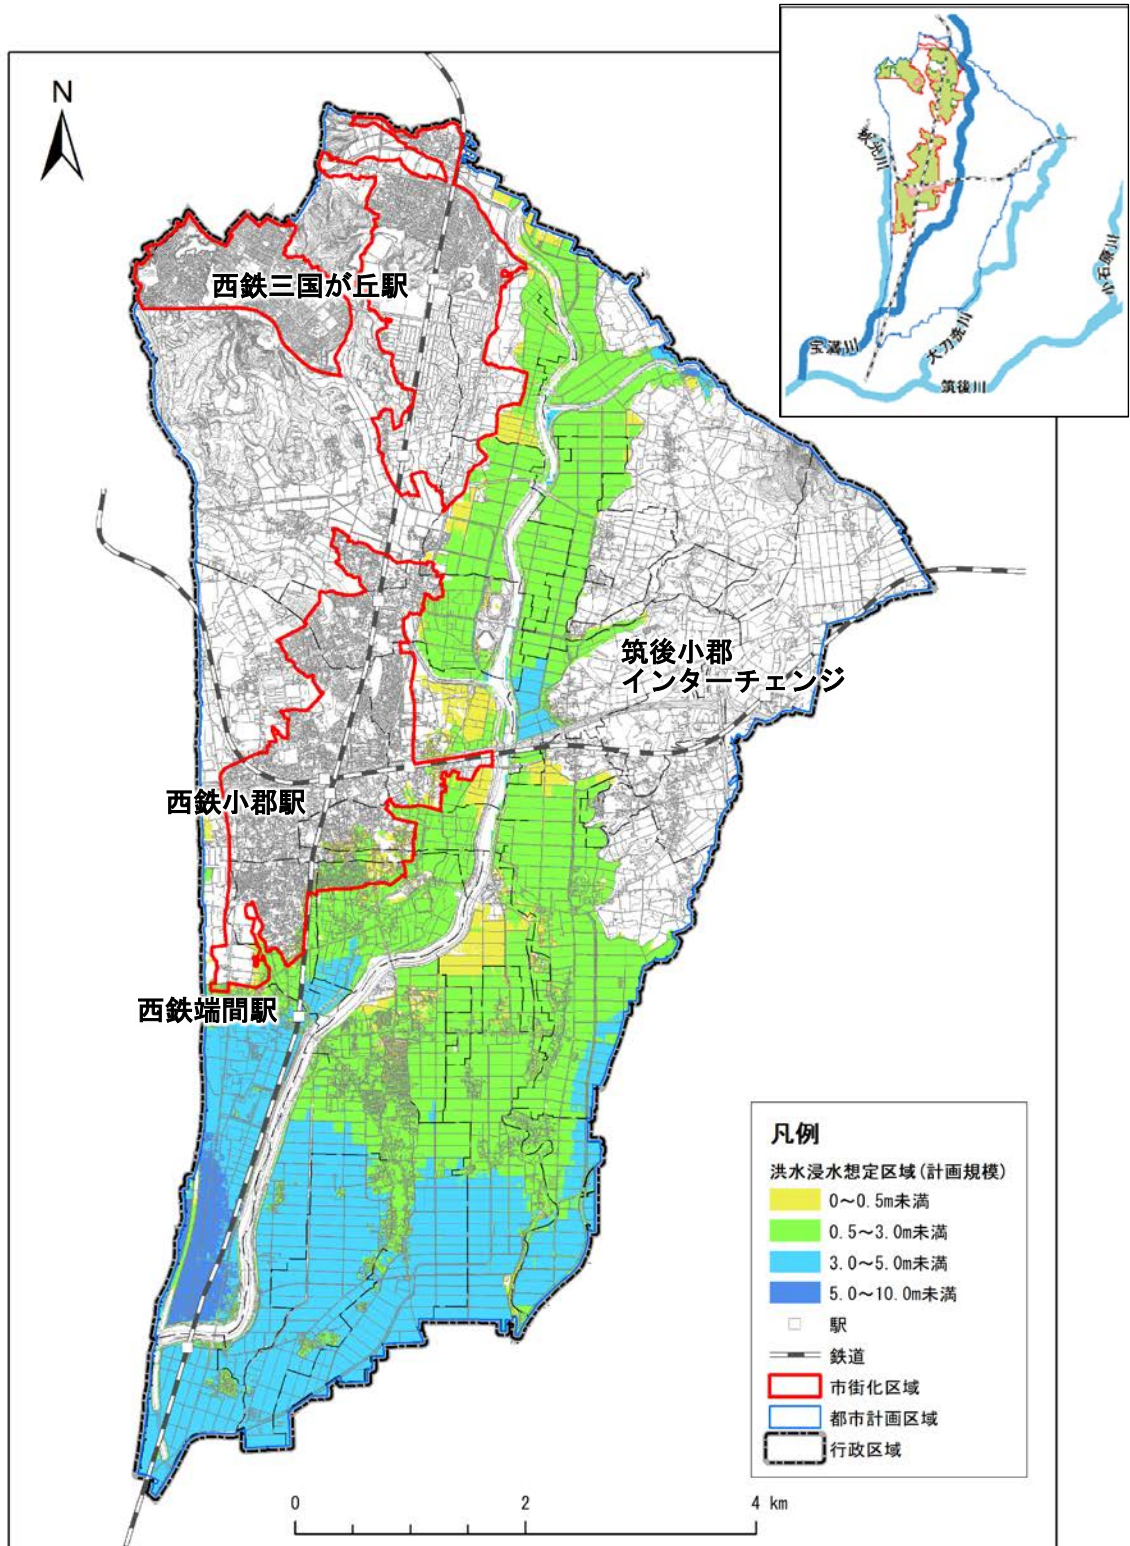 N
秋光川
小石原川
宝満川
大刀洗川
筑後川
西鉄三国が丘駅
筑後小郡
インターチェンジ
西鉄小郡駅
西鉄端間駅
凡例
洪水浸水想定区域(計画規模)
0～0.5m未満
0.5～3.0m未満
3.0～5.0m未満
5.0～10.0m未満
駅
鉄道
市街化区域
都市計画区域
行政区域
0 2 4 km